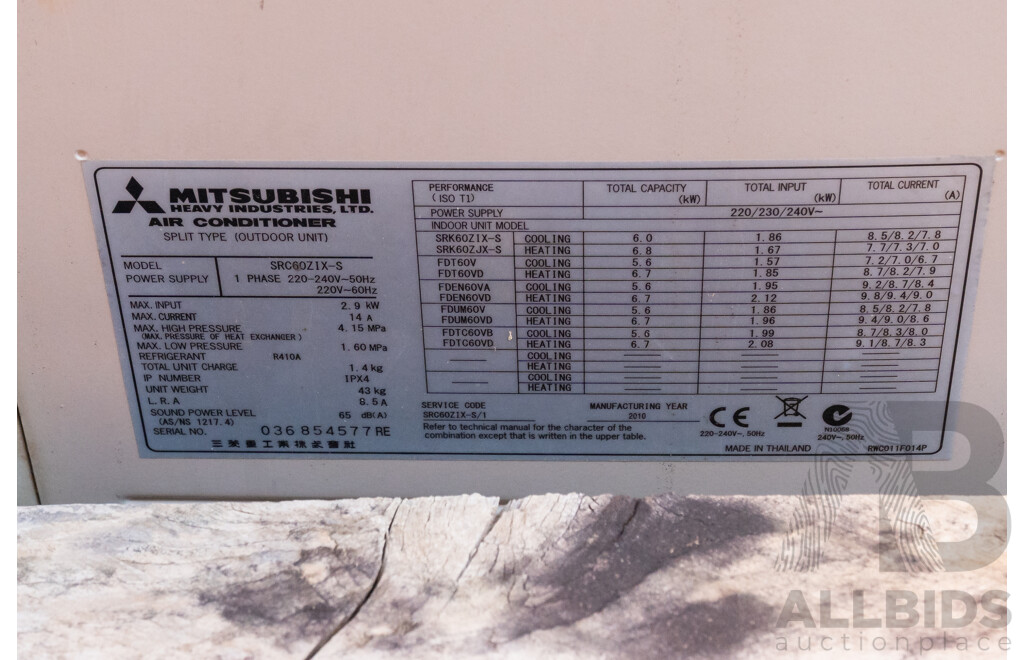 MITSUBISHI
HEAVY INDUSTRIES, LTD.
AIR CONDITIONER
SPLIT TYPE (OUTDOOR UNIT)
MODEL SRC60ZIX-S
POWER SUPPLY 1 PHASE 220-240V~50Hz
220V~60Hz
MAX. INPUT 2.9 kW
MAX. CURRENT 14 A
MAX. HIGH PRESSURE 4.15 MPa
(MAX. PRESSURE OF HEAT EXCHANGER)
MAX. LOW PRESSURE 1.60 MPa
REFRIGERANT R410A
TOTAL UNIT CHARGE 1.4 kg
IP NUMBER IPX4
UNIT WEIGHT 43 kg
L.R.A 8.5 A
SOUND POWER LEVEL 65 dB(A)
(AS/NS 1217.4)
SERIAL NO. 036854577RE
三菱重工業株式会社
PERFORMANCE TOTAL CAPACITY TOTAL INPUT TOTAL CURRENT
(ISO T1) (kW) (kW) (A)
POWER SUPPLY 220/230/240V~
INDOOR UNIT MODEL
SRK60ZIX-S COOLING 6.0 1.86 8.5/8.2/7.8
SRK60ZJX-S HEATING 6.8 1.67 7.7/7.3/7.0
FDT60V COOLING 5.6 1.57 7.2/7.0/6.7
FDT60VD HEATING 6.7 1.85 8.7/8.2/7.9
FDEN60VA COOLING 5.6 1.95 9.2/8.7/8.4
FDEN60VD HEATING 6.7 2.12 9.8/9.4/9.0
FDUM60V COOLING 5.6 1.86 8.5/8.2/7.8
FDUM60VD HEATING 6.7 1.96 9.4/9.0/8.6
FDTC60VB COOLING 5.6 1.99 8.7/8.3/8.0
FDTC60VD HEATING 6.7 2.08 9.1/8.7/8.3
COOLING
HEATING
COOLING
HEATING
SERVICE CODE MANUFACTURING YEAR
SRC60ZIX-S/1 2010
Refer to technical manual for the character of the
combination except that is written in the upper table.
CE
220-240V~, 50Hz
N10058
240V~, 50Hz
MADE IN THAILAND RWC011F014P
AB
ALLBIDS
auctionplace